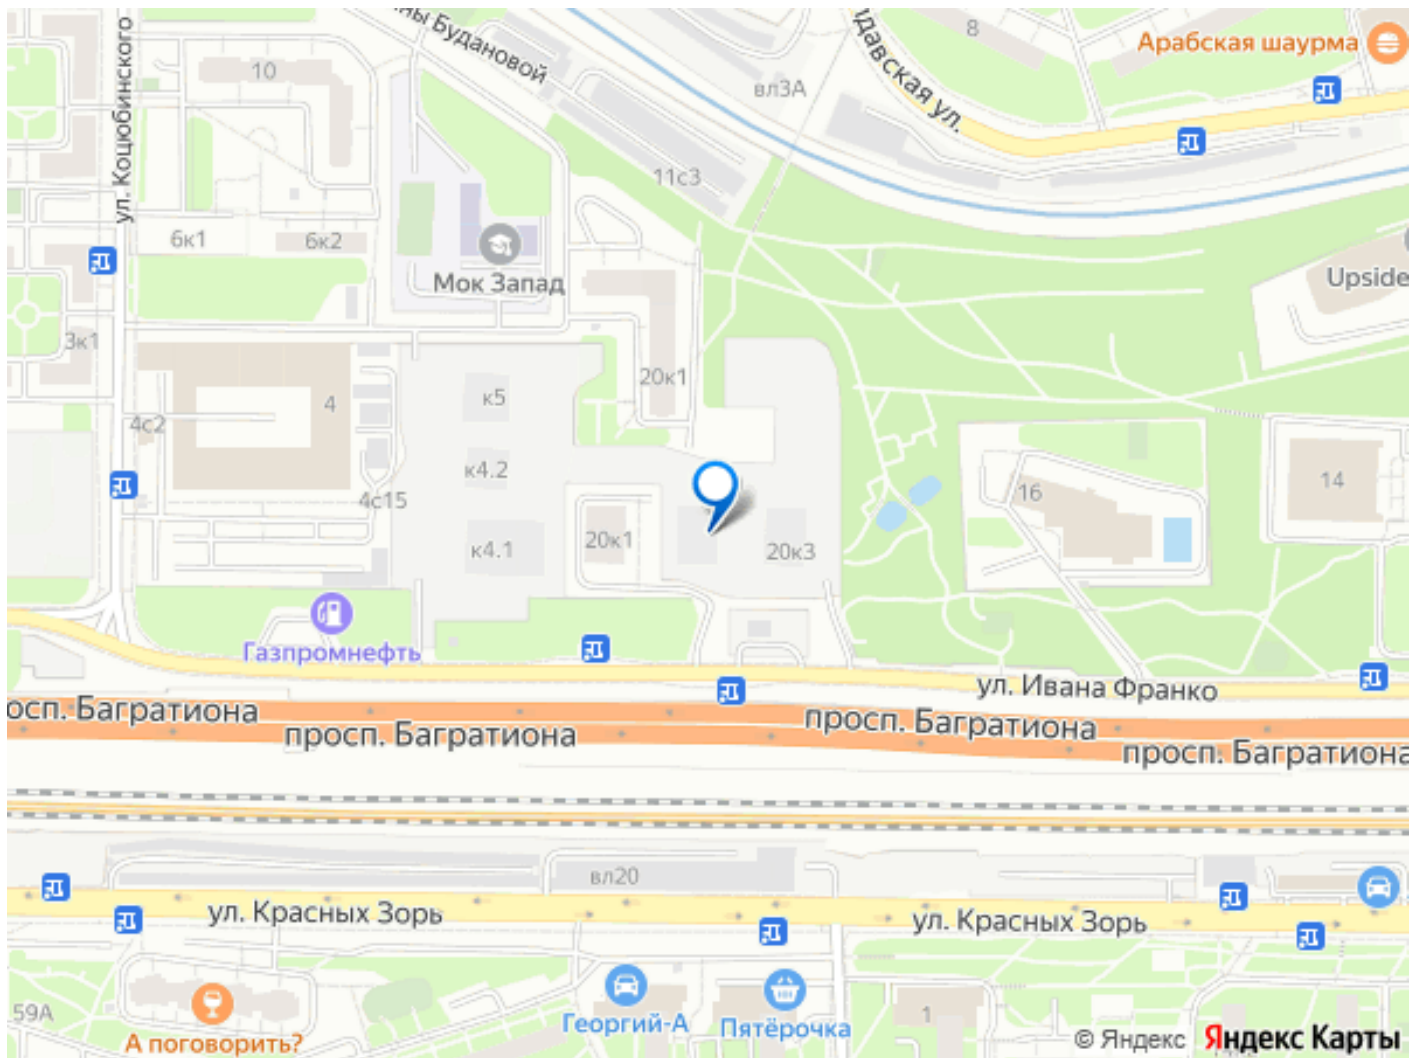 ны Будановой
ул. Коцюбинского
10
8
Арабская шаурма
вл3А
давская ул.
11с3
6к1
6к2
Мок Запад
Upside
3к1
20к1
к5
4
4с2
к4.2
4с15
16
14
к4.1
20к1
20к3
Газпромнефть
ул. Ивана Франко
осп. Багратиона
просп. Багратиона
просп. Багратиона
просп. Багратиона
вл20
ул. Красных Зорь
ул. Красных Зорь
59А
Георгий-А
Пятёрочка
1
А поговорить?
© Яндекс Яндекс Карты